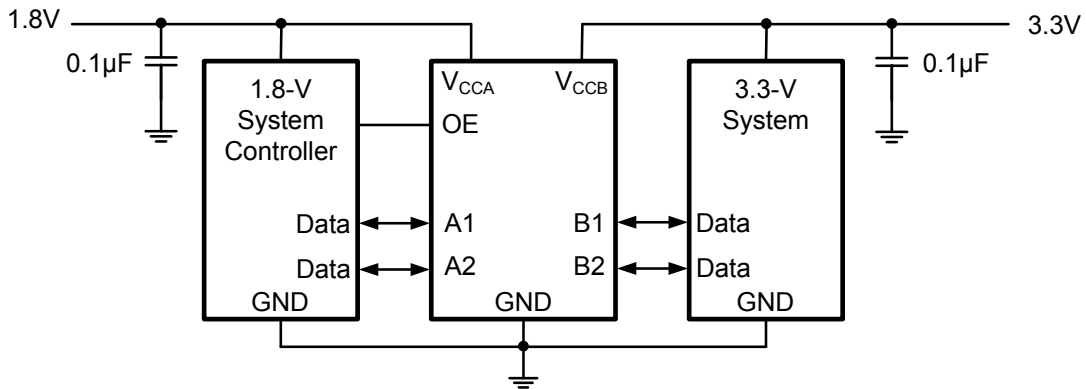 1.8V
3.3V
0.1µF
0.1µF
1.8-V
System
Controller
Data
Data
GND
VCCA
VCCB
OE
A1
B1
A2
B2
GND
3.3-V
System
Data
Data
GND